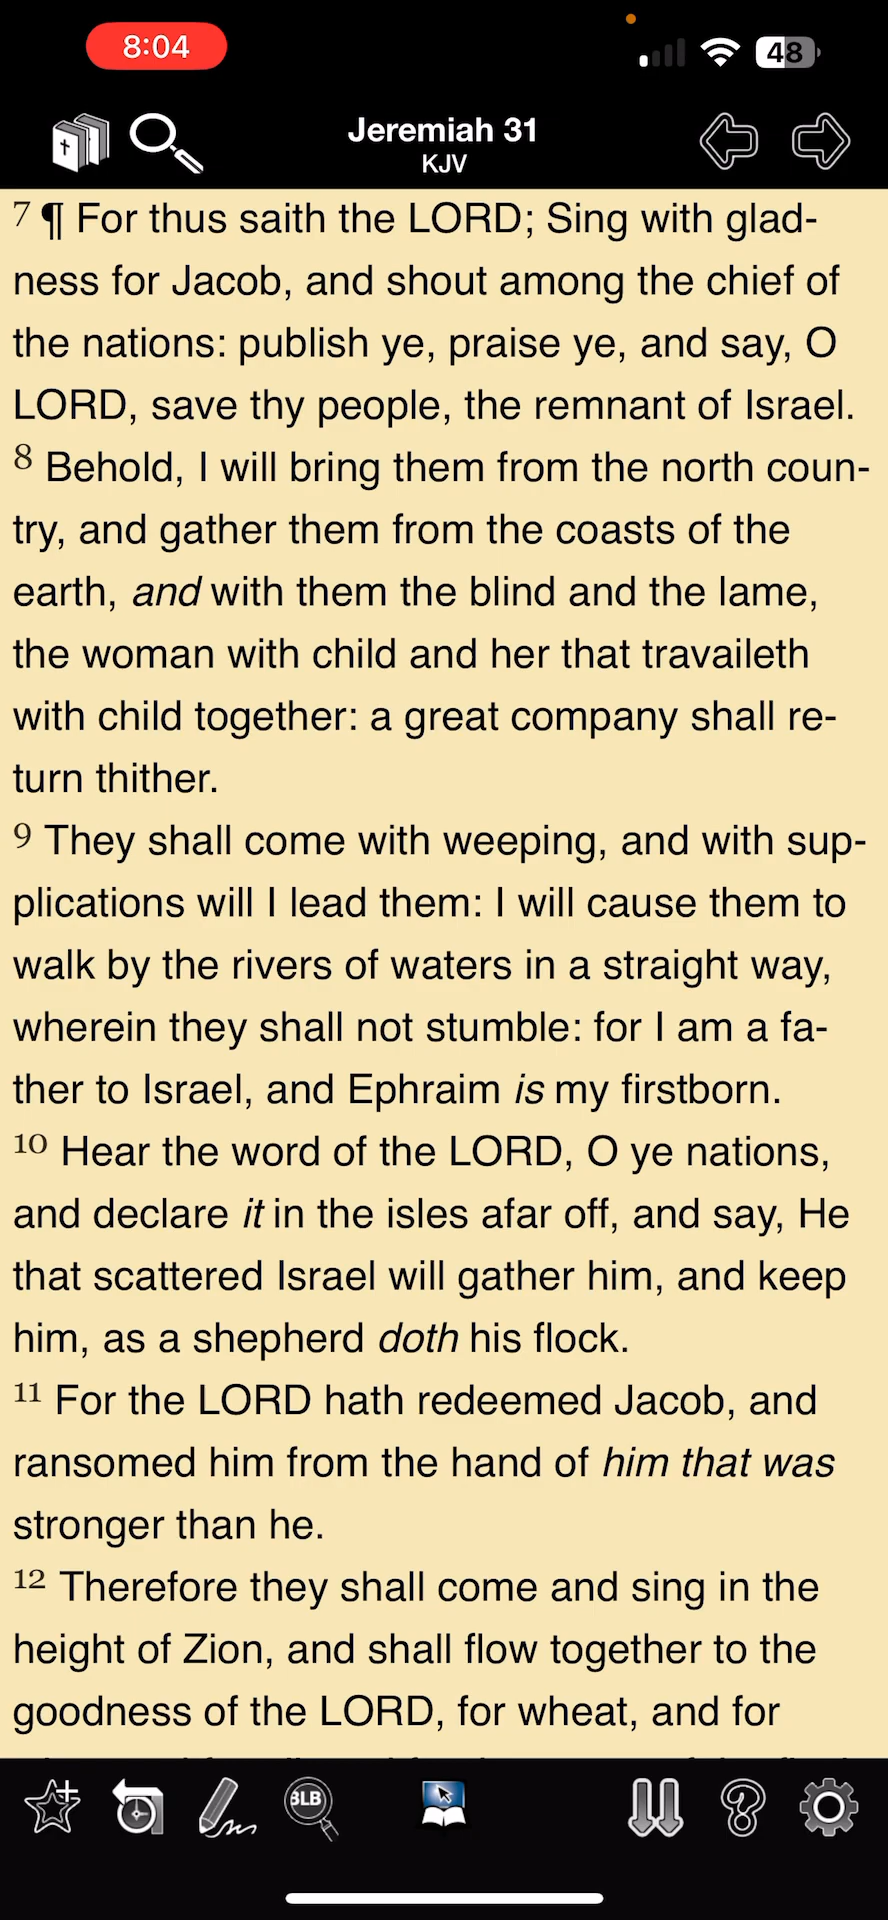 8:04
48
Jeremiah 31
KJV
7 ¶ For thus saith the LORD; Sing with glad-
ness for Jacob, and shout among the chief of
the nations: publish ye, praise ye, and say, O
LORD, save thy people, the remnant of Israel.
8 Behold, I will bring them from the north coun-
try, and gather them from the coasts of the
earth, and with them the blind and the lame,
the woman with child and her that travaileth
with child together: a great company shall re-
turn thither.
9 They shall come with weeping, and with sup-
plications will I lead them: I will cause them to
walk by the rivers of waters in a straight way,
wherein they shall not stumble: for I am a fa-
ther to Israel, and Ephraim is my firstborn.
10 Hear the word of the LORD, O ye nations,
and declare it in the isles afar off, and say, He
that scattered Israel will gather him, and keep
him, as a shepherd doth his flock.
11 For the LORD hath redeemed Jacob, and
ransomed him from the hand of him that was
stronger than he.
12 Therefore they shall come and sing in the
height of Zion, and shall flow together to the
goodness of the LORD, for wheat, and for
BLB